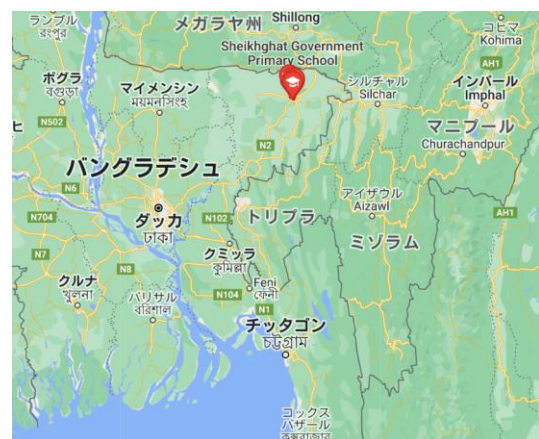 ランプル
রংপুর
メガラヤ州
Shillong
コヒマ
Kohima
Sheikhghat Government
Primary School
AH1
ボグラ
বগুড়া
マイメンシン
ময়মনসিংহ
シルチャル
Silchar
インパール
Imphal
N502
マニプール
ヒ
N2
Churachandpur
バングラデシュ
N6
アイザウル
Aizawl
N704
ダッカ
ঢাকা
N102
トリプラ
AH1
ミゾラム
N7
クミッラ
কুমিল্লা
N8
クルナ
খুলনা
バリサル
বরিশাল
N104
Feni
ফেনী
N1
チッタゴン
চট্টগ্রাম
コックス
バザール